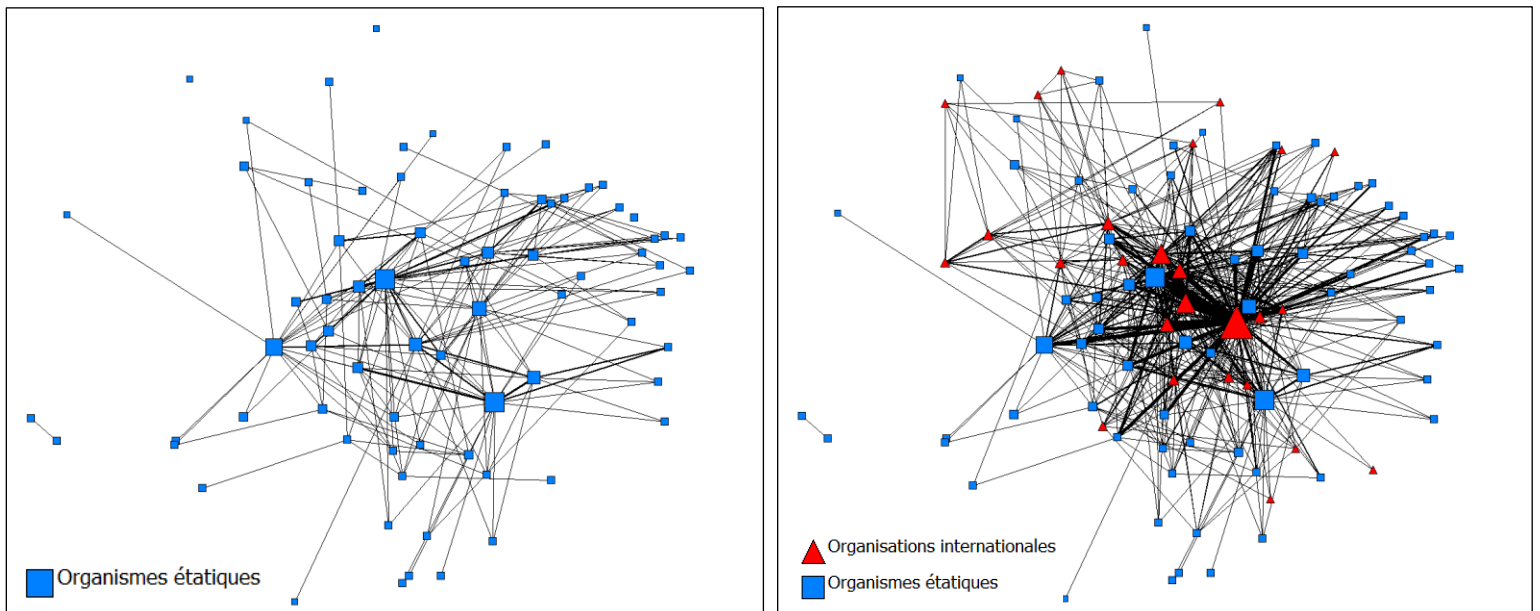 Organismes étatiques
Organisations internationales
Organismes étatiques